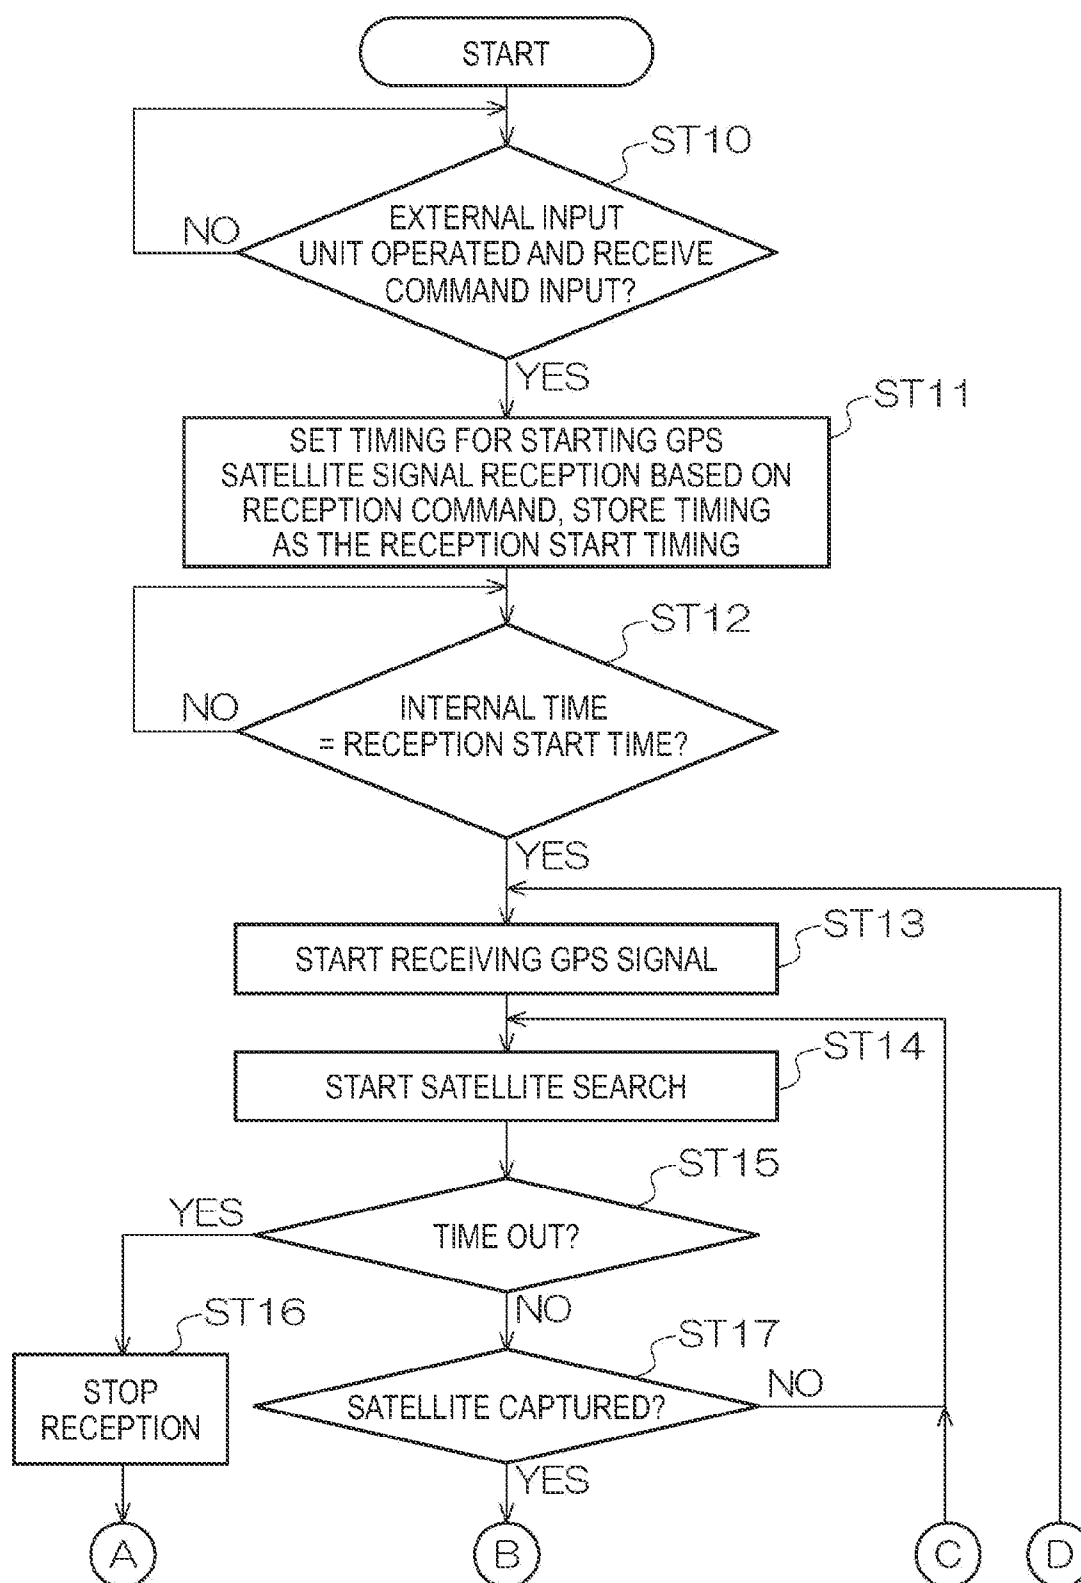 START
ST10
NO
EXTERNAL INPUT
UNIT OPERATED AND RECEIVE
COMMAND INPUT?
YES
ST11
SET TIMING FOR STARTING GPS
SATELLITE SIGNAL RECEPTION BASED ON
RECEPTION COMMAND, STORE TIMING
AS THE RECEPTION START TIMING
ST12
NO
INTERNAL TIME
= RECEPTION START TIME?
YES
ST13
START RECEIVING GPS SIGNAL
ST14
START SATELLITE SEARCH
ST15
YES
TIME OUT?
ST16
NO
ST17
STOP
RECEPTION
SATELLITE CAPTURED?
NO
YES
A
B
C
D